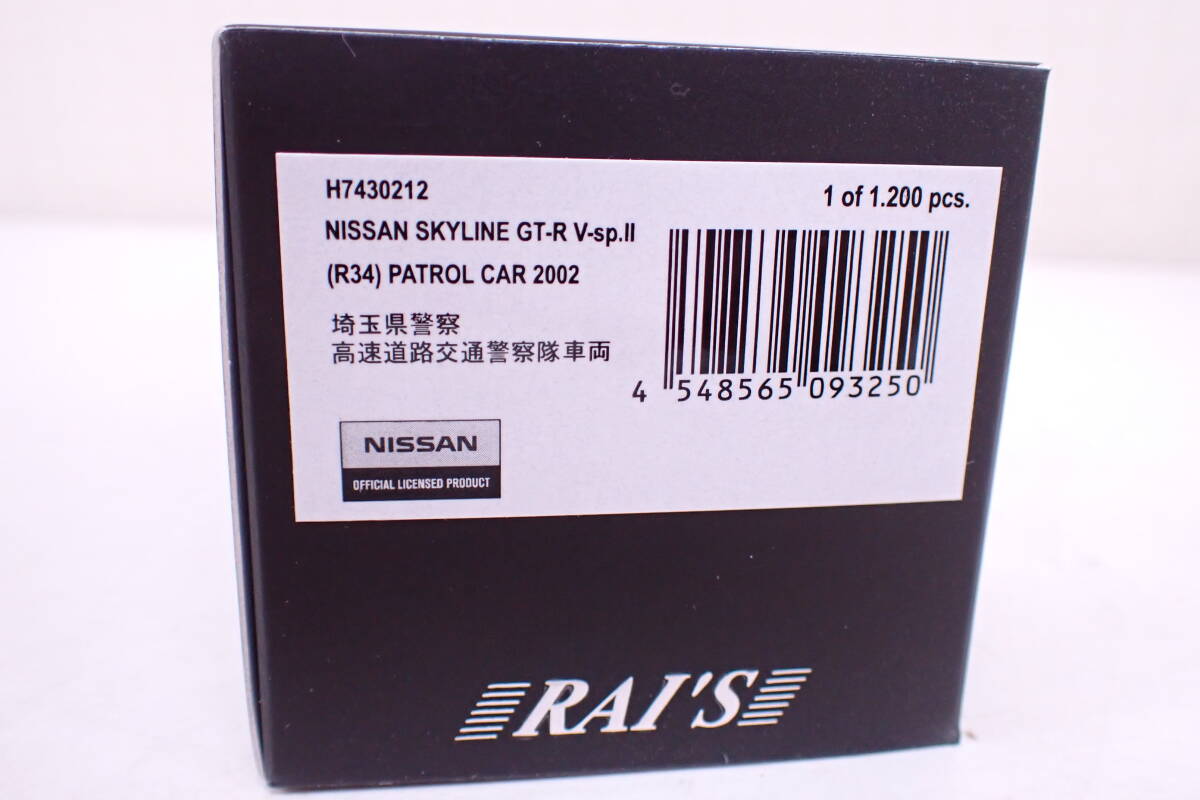 H7430212
1 of 1.200 pcs.
NISSAN SKYLINE GT-R V-sp.II
(R34) PATROL CAR 2002
埼玉県警察
高速道路交通警察隊車両
4 548565 093250
NISSAN
OFFICIAL LICENSED PRODUCT
RAI'S